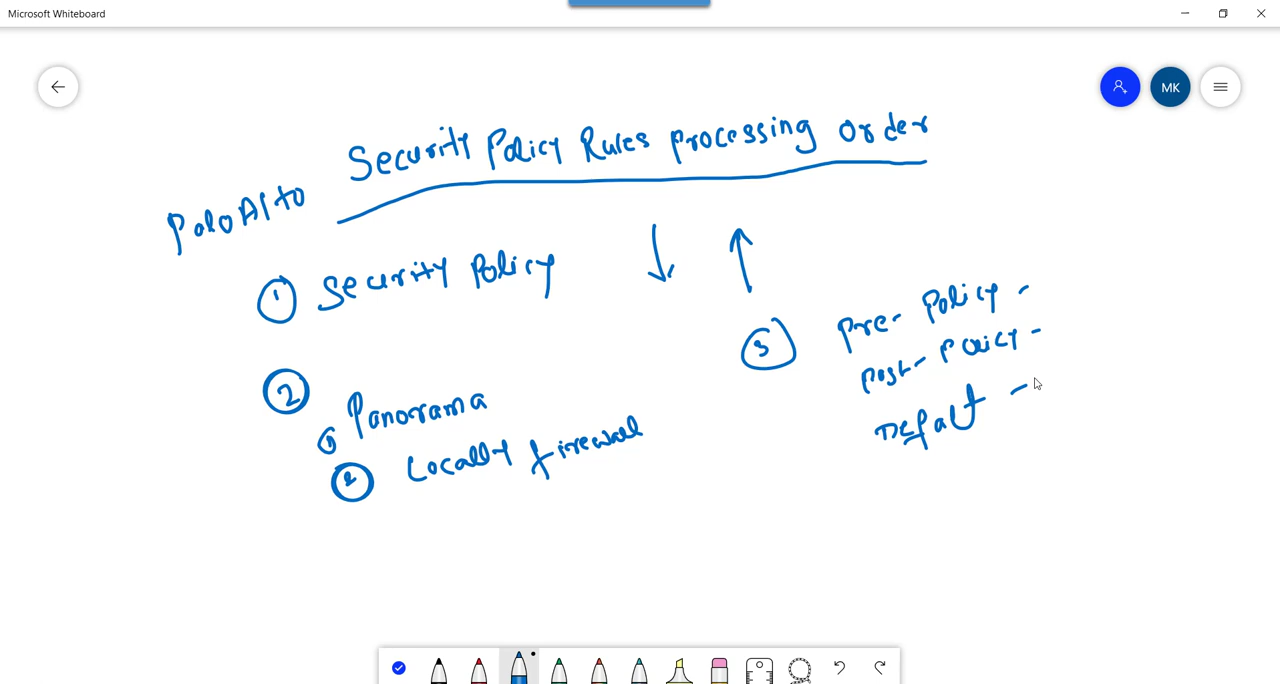 Microsoft Whiteboard
MK
Security Policy Rules processing order
PaloAlto
1 Security Policy
2
Panorama
1
2 Locally firewall
3 Pre- Policy -
post- Policy -
Defalt -